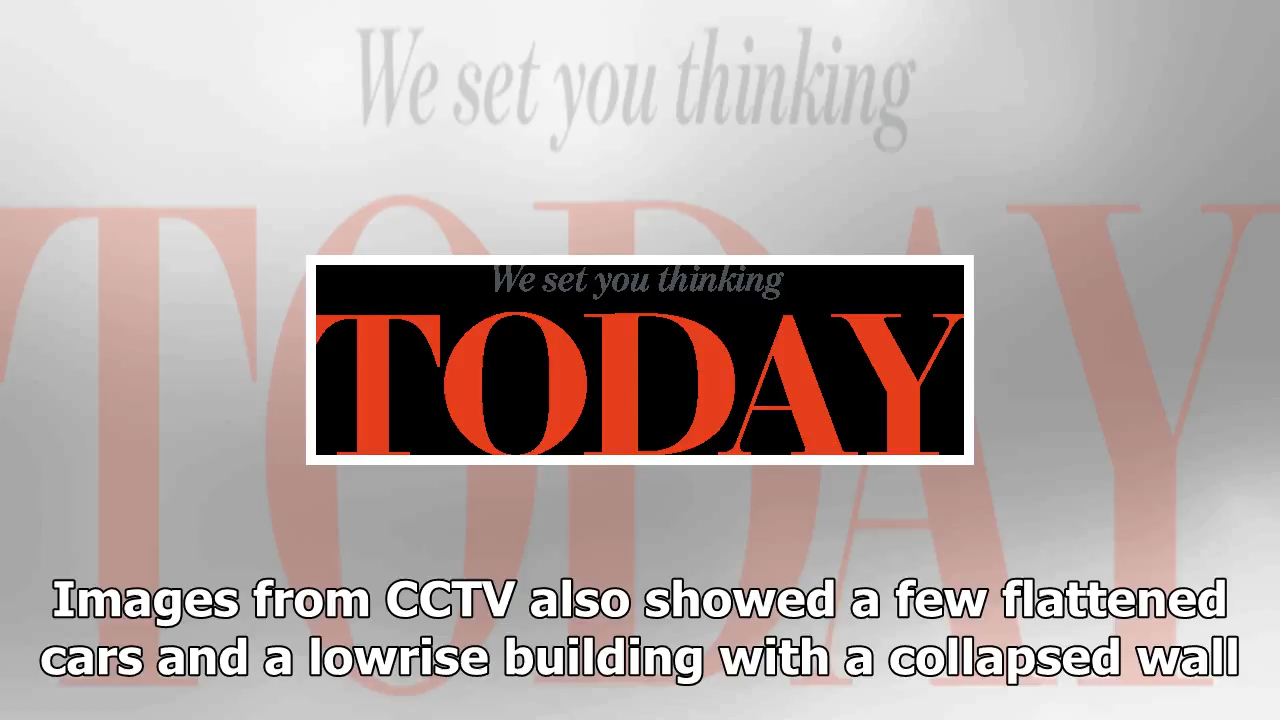 We set you thinking
TODAY
We set you thinking
TODAY
Images from CCTV also showed a few flattened
cars and a lowrise building with a collapsed wall